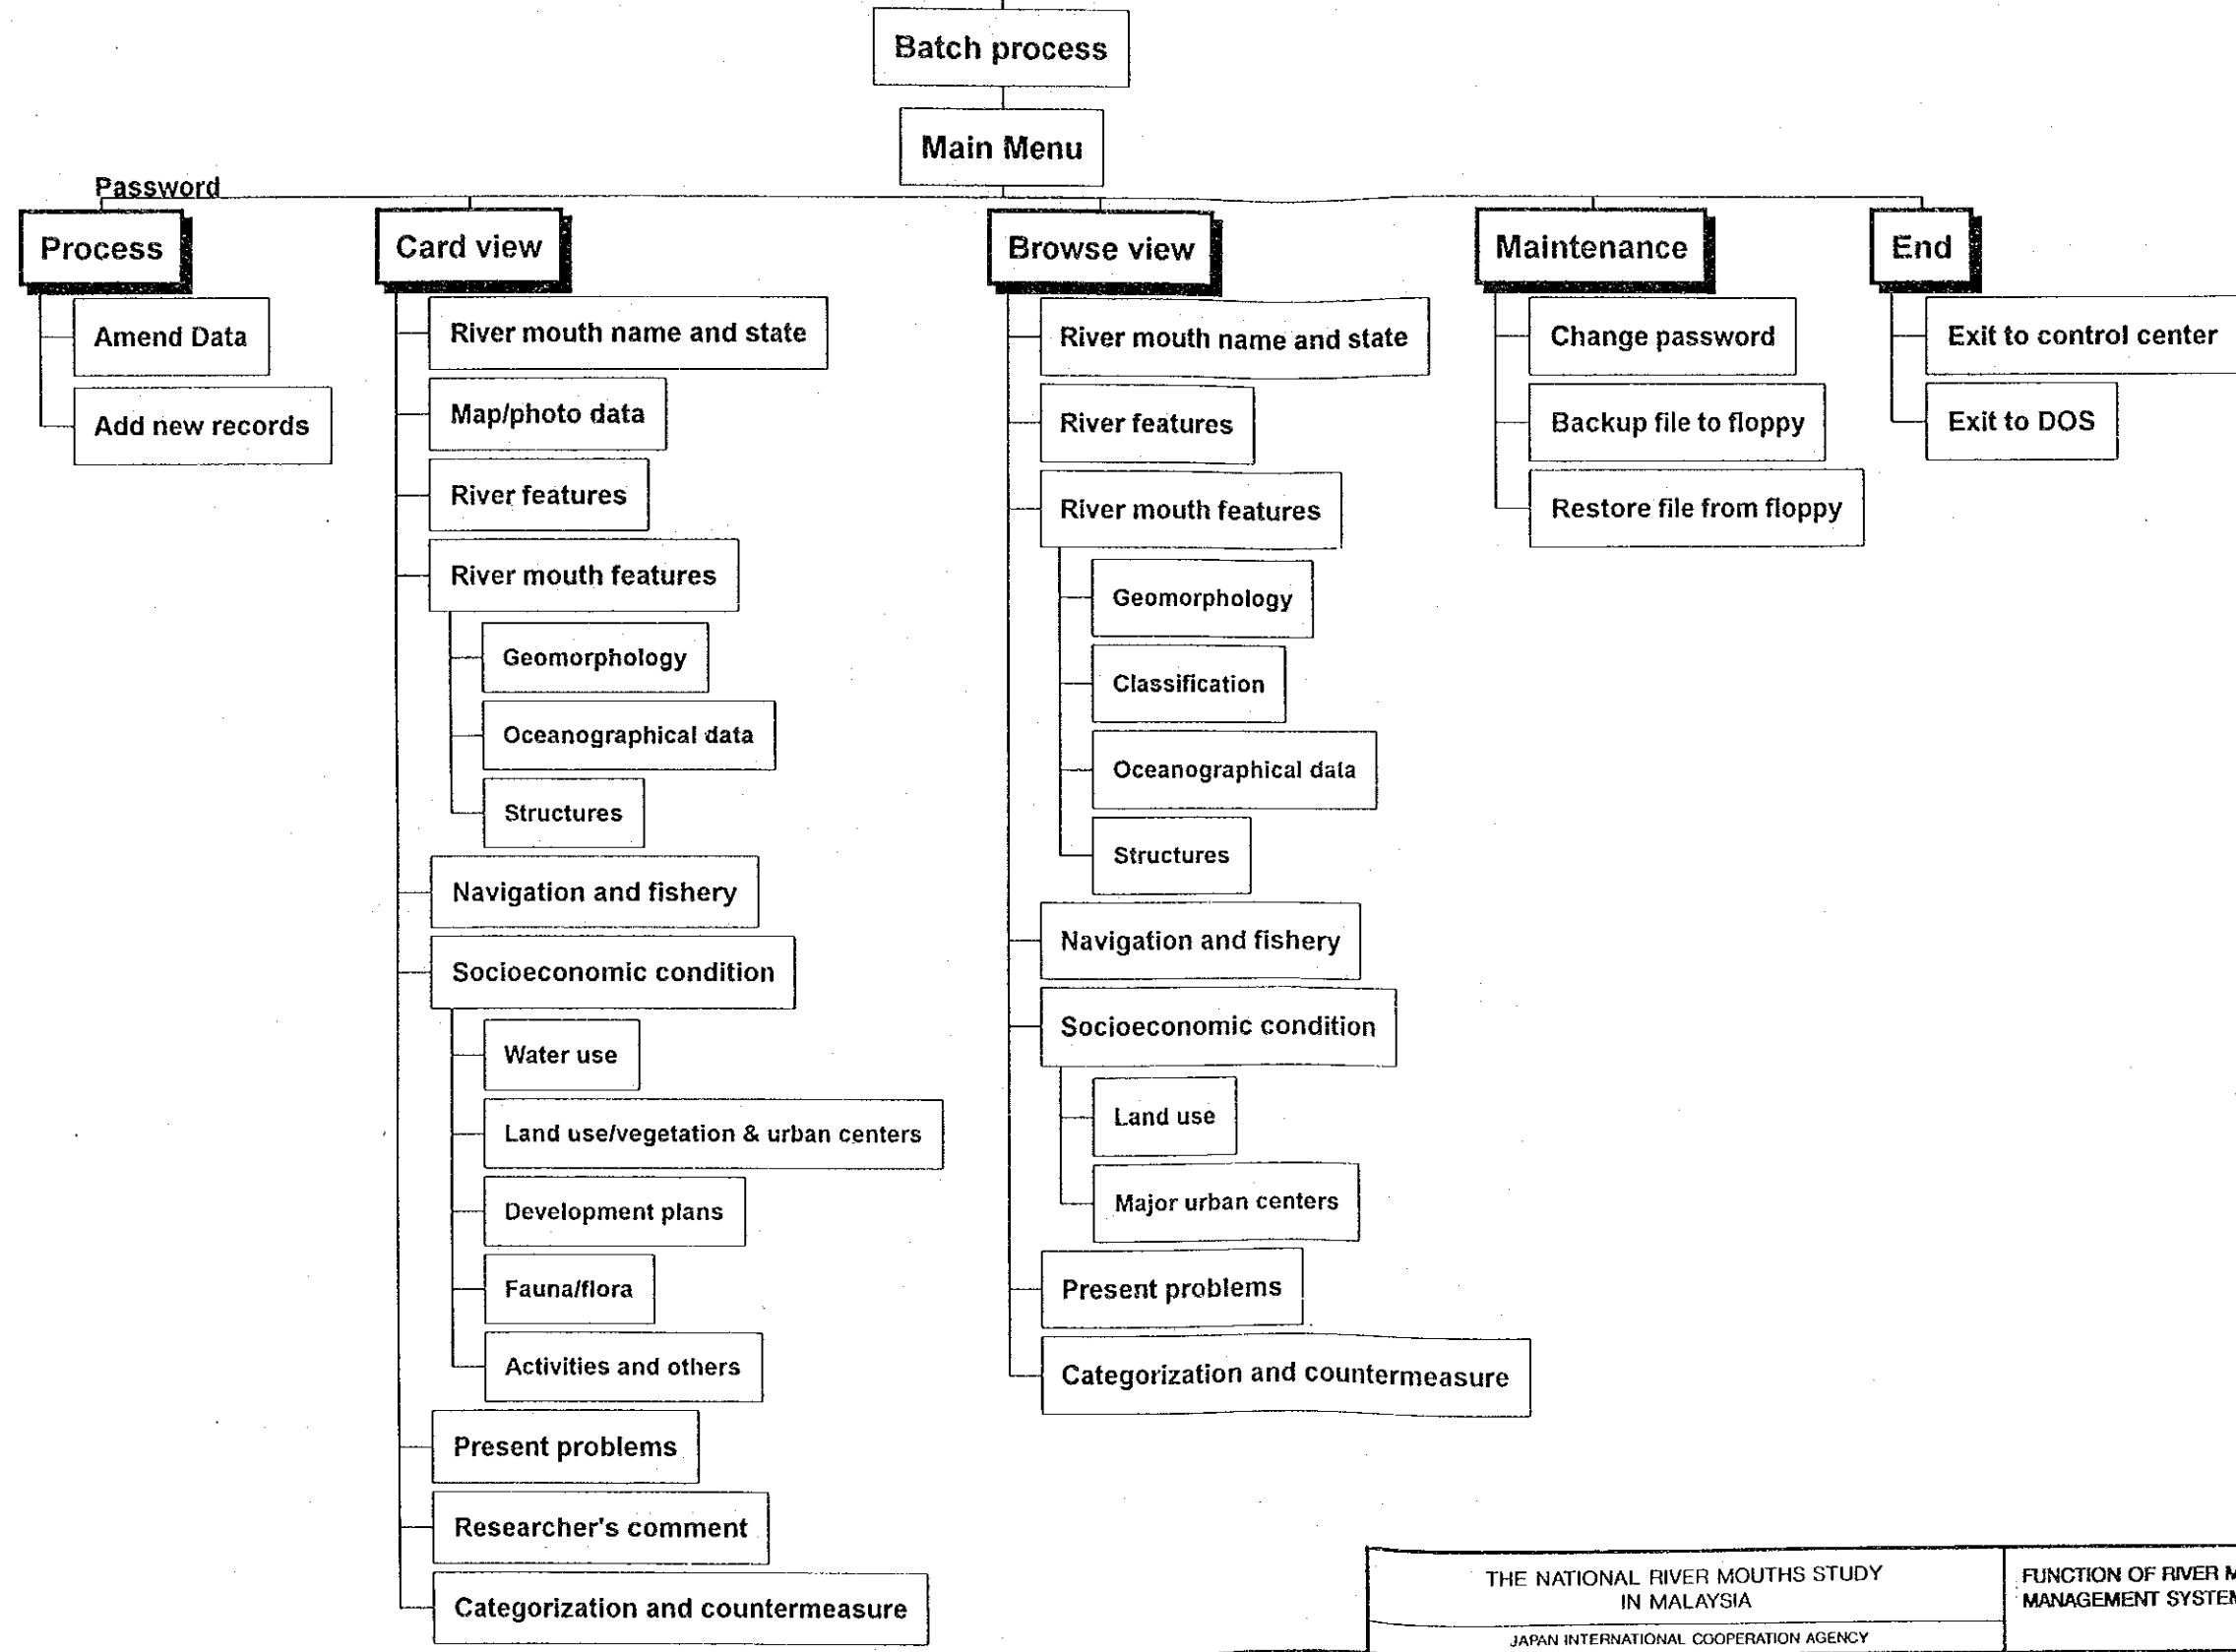 Batch process
Main Menu
Password
Process
Amend Data
Add new records
Card view
River mouth name and state
Map/photo data
River features
River mouth features
Geomorphology
Oceanographical data
Structures
Navigation and fishery
Socioeconomic condition
Water use
Land use/vegetation & urban centers
Development plans
Fauna/flora
Activities and others
Present problems
Researcher's comment
Categorization and countermeasure
Browse view
River mouth name and state
River features
River mouth features
Geomorphology
Classification
Oceanographical data
Structures
Navigation and fishery
Socioeconomic condition
Land use
Major urban centers
Present problems
Categorization and countermeasure
Maintenance
Change password
Backup file to floppy
Restore file from floppy
End
Exit to control center
Exit to DOS
THE NATIONAL RIVER MOUTHS STUDY
IN MALAYSIA
JAPAN INTERNATIONAL COOPERATION AGENCY
FUNCTION OF RIVER
MANAGEMENT